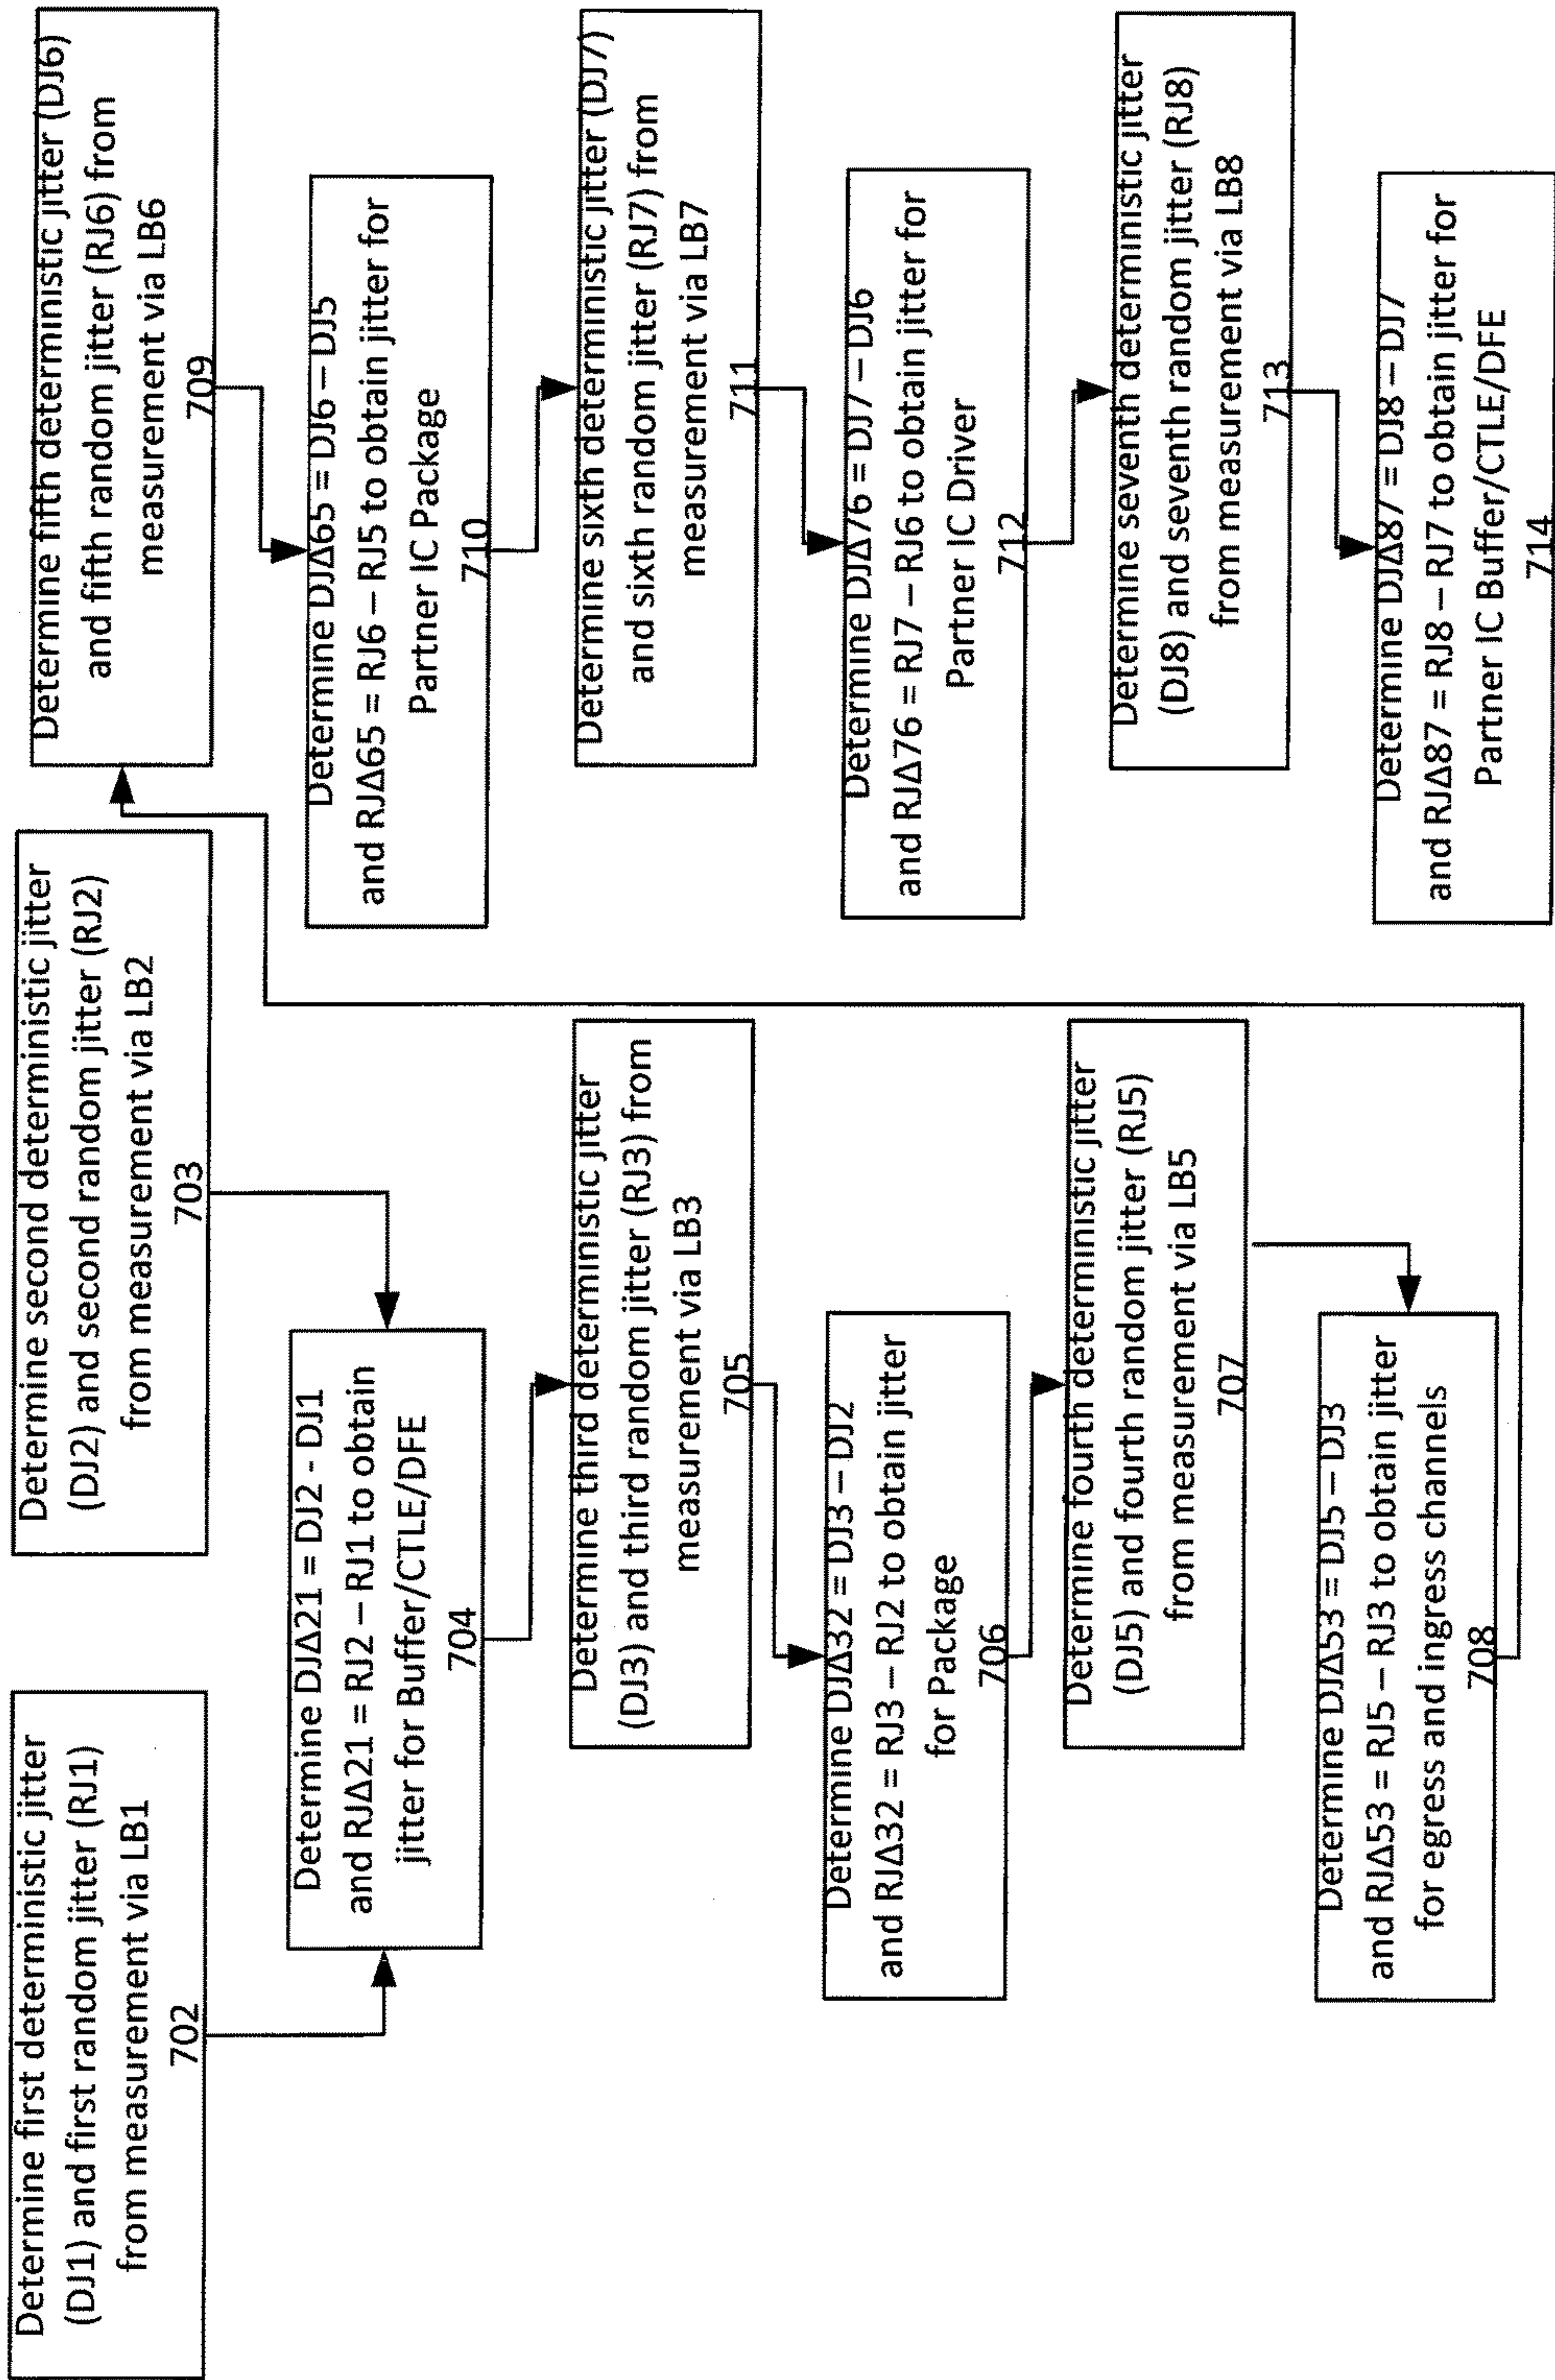 Determine first deterministic jitter
(DJ1) and first random jitter (RJ1)
from measurement via LB1
702
Determine second deterministic jitter
(DJ2) and second random jitter (RJ2)
from measurement via LB2
703
Determine DJΔ21 = DJ2 - DJ1
and RJΔ21 = RJ2 – RJ1 to obtain
jitter for Buffer/CTLE/DFE
704
Determine third deterministic jitter
(DJ3) and third random jitter (RJ3) from
measurement via LB3
705
Determine DJΔ32 = DJ3 – DJ2
and RJΔ32 = RJ3 – RJ2 to obtain jitter
for Package
706
Determine fourth deterministic jitter
(DJ5) and fourth random jitter (RJ5)
from measurement via LB5
707
Determine DJΔ53 = DJ5 – DJ3
and RJΔ53 = RJ5 – RJ3 to obtain jitter
for egress and ingress channels
708
Determine fifth deterministic jitter (DJ6)
and fifth random jitter (RJ6) from
measurement via LB6
709
Determine DJΔ65 = DJ6 – DJ5
and RJΔ65 = RJ6 – RJ5 to obtain jitter for
Partner IC Package
710
Determine sixth deterministic jitter (DJ7)
and sixth random jitter (RJ7) from
measurement via LB7
711
Determine DJΔ76 = DJ7 – DJ6
and RJΔ76 = RJ7 – RJ6 to obtain jitter for
Partner IC Driver
712
Determine seventh deterministic jitter
(DJ8) and seventh random jitter (RJ8)
from measurement via LB8
713
Determine DJΔ87 = DJ8 – DJ7
and RJΔ87 = RJ8 – RJ7 to obtain jitter for
Partner IC Buffer/CTLE/DFE
714